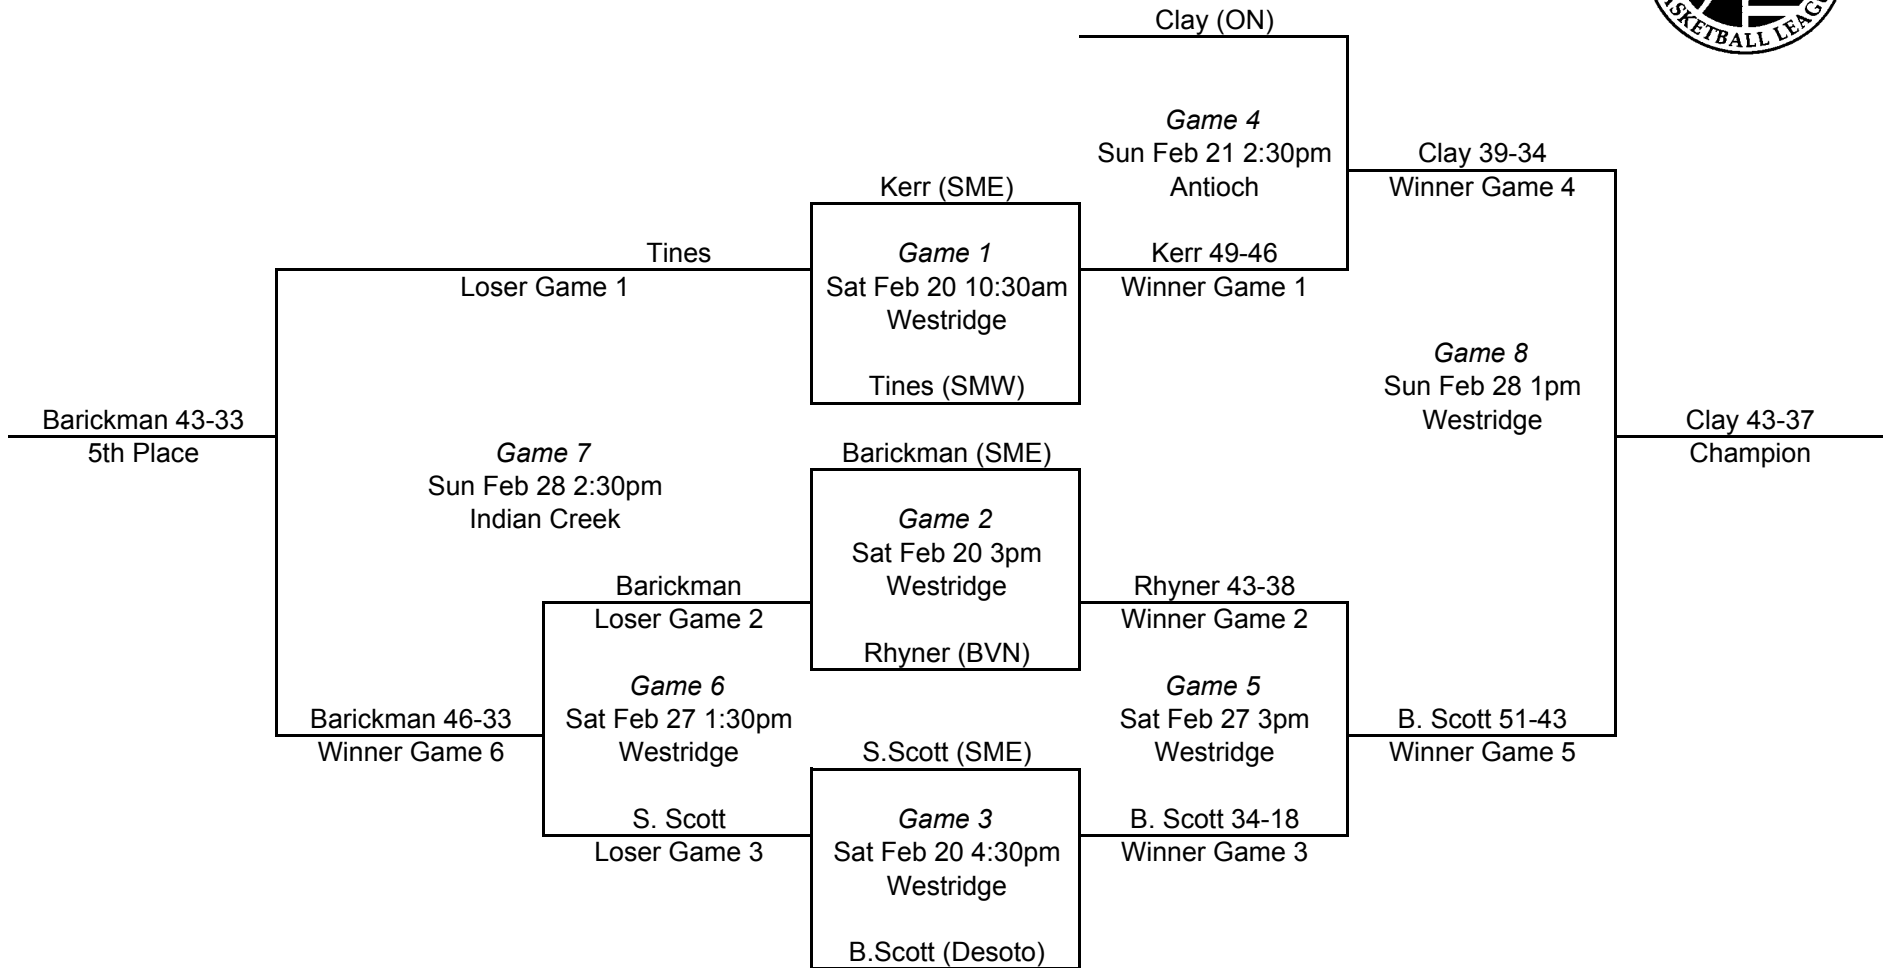 Clay (ON)
BASKETBALL LEAGUE
Game 4
Sun Feb 21 2:30pm
Antioch
Clay 39-34
Winner Game 4
Kerr (SME)
Tines
Loser Game 1
Game 1
Sat Feb 20 10:30am
Westridge
Kerr 49-46
Winner Game 1
Game 8
Sun Feb 28 1pm
Westridge
Tines (SMW)
Barickman 43-33
5th Place
Clay 43-37
Champion
Game 7
Sun Feb 28 2:30pm
Indian Creek
Barickman (SME)
Game 2
Sat Feb 20 3pm
Westridge
Barickman
Loser Game 2
Rhyner 43-38
Winner Game 2
Rhyner (BVN)
Game 6
Sat Feb 27 1:30pm
Westridge
Game 5
Sat Feb 27 3pm
Westridge
Barickman 46-33
Winner Game 6
B. Scott 51-43
Winner Game 5
S.Scott (SME)
S. Scott
Loser Game 3
Game 3
Sat Feb 20 4:30pm
Westridge
B. Scott 34-18
Winner Game 3
B.Scott (Desoto)